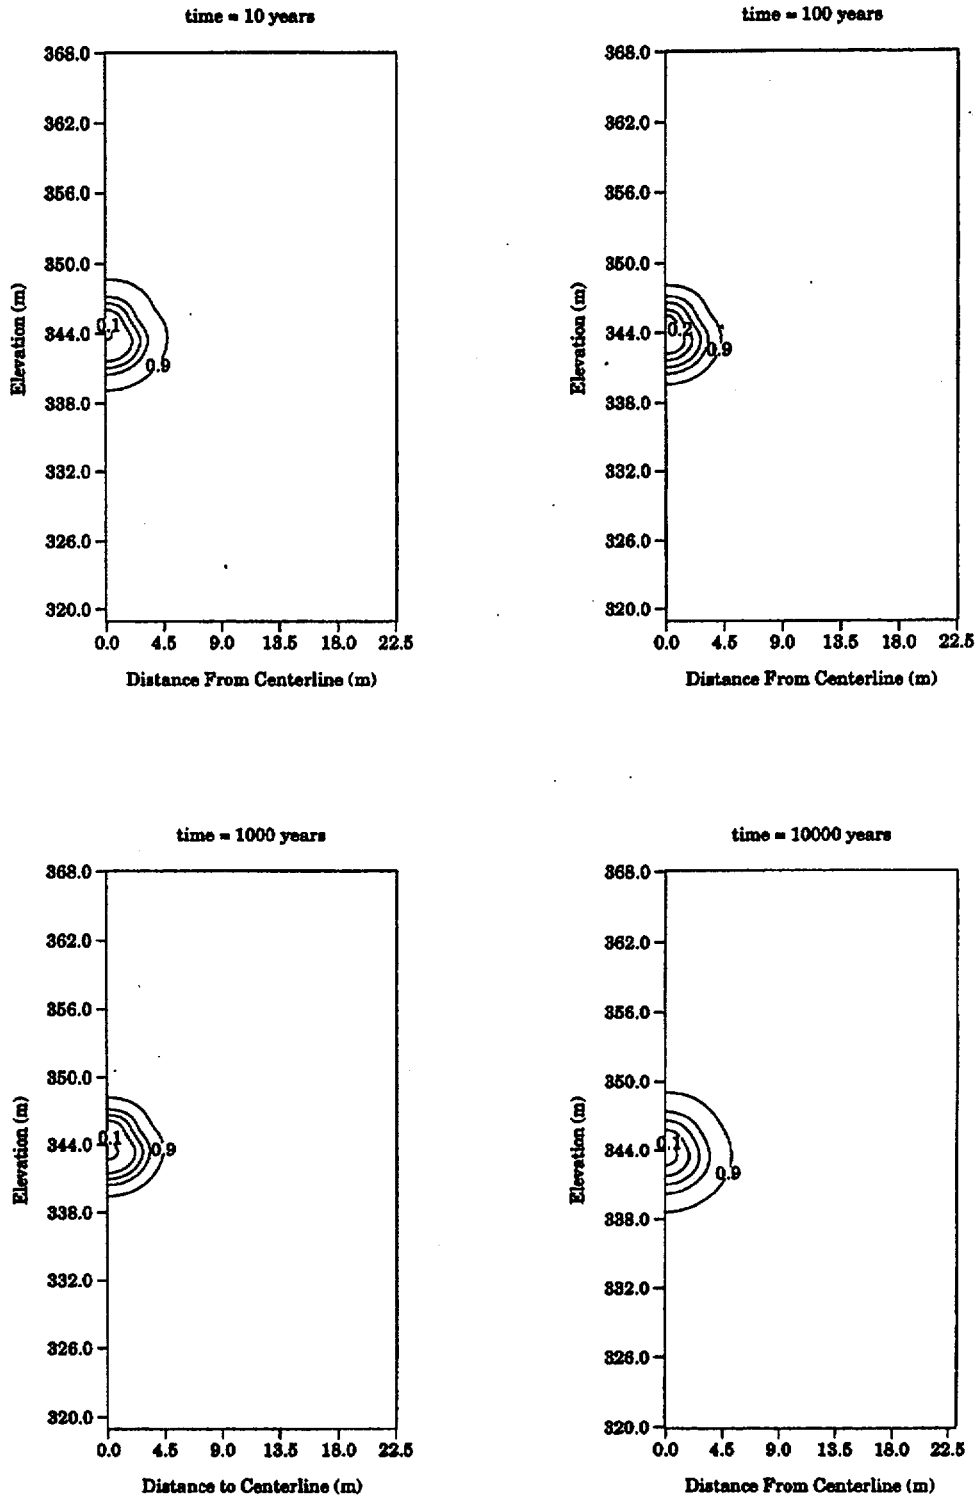 time = 10 years
368.0
362.0
356.0
350.0
344.0
338.0
332.0
326.0
320.0
Elevation (m)
0.1
0.9
0.0 4.5 9.0 13.5 18.0 22.5
Distance From Centerline (m)
time = 100 years
368.0
362.0
356.0
350.0
344.0
338.0
332.0
326.0
320.0
Elevation (m)
0.2
0.9
0.0 4.5 9.0 13.5 18.0 22.5
Distance From Centerline (m)
time = 1000 years
368.0
362.0
356.0
350.0
344.0
338.0
332.0
326.0
320.0
Elevation (m)
0.1
0.9
0.0 4.5 9.0 13.5 18.0 22.5
Distance to Centerline (m)
time = 10000 years
368.0
362.0
356.0
350.0
344.0
338.0
332.0
326.0
320.0
Elevation (m)
0.1
0.9
0.0 4.5 9.0 13.5 18.0 22.5
Distance From Centerline (m)